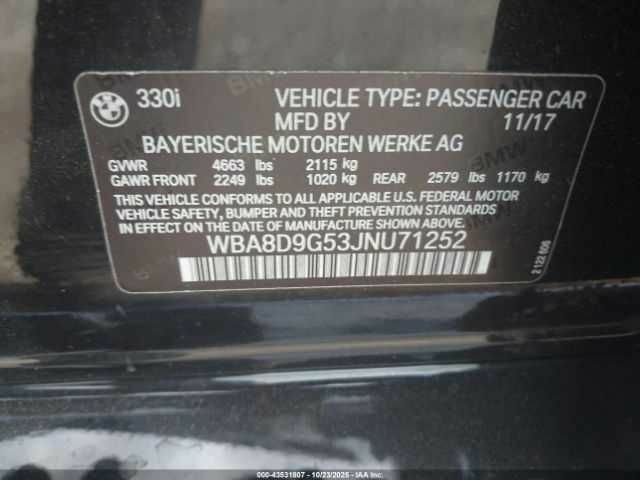 330i VEHICLE TYPE: PASSENGER CAR
MFD BY 11/17
BAYERISCHE MOTOREN WERKE AG
GVWR 4663 lbs 2115 kg
GAWR FRONT 2249 lbs 1020 kg REAR 2579 lbs 1170 kg
THIS VEHICLE CONFORMS TO ALL APPLICABLE U.S. FEDERAL MOTOR
VEHICLE SAFETY, BUMPER, AND THEFT PREVENTION STANDARDS
IN EFFECT ON THE DATE OF MANUFACTURE SHOWN ABOVE.
WBA8D9G53JNU71252
000-43531807 - 10/23/2025 - IAA, Inc.